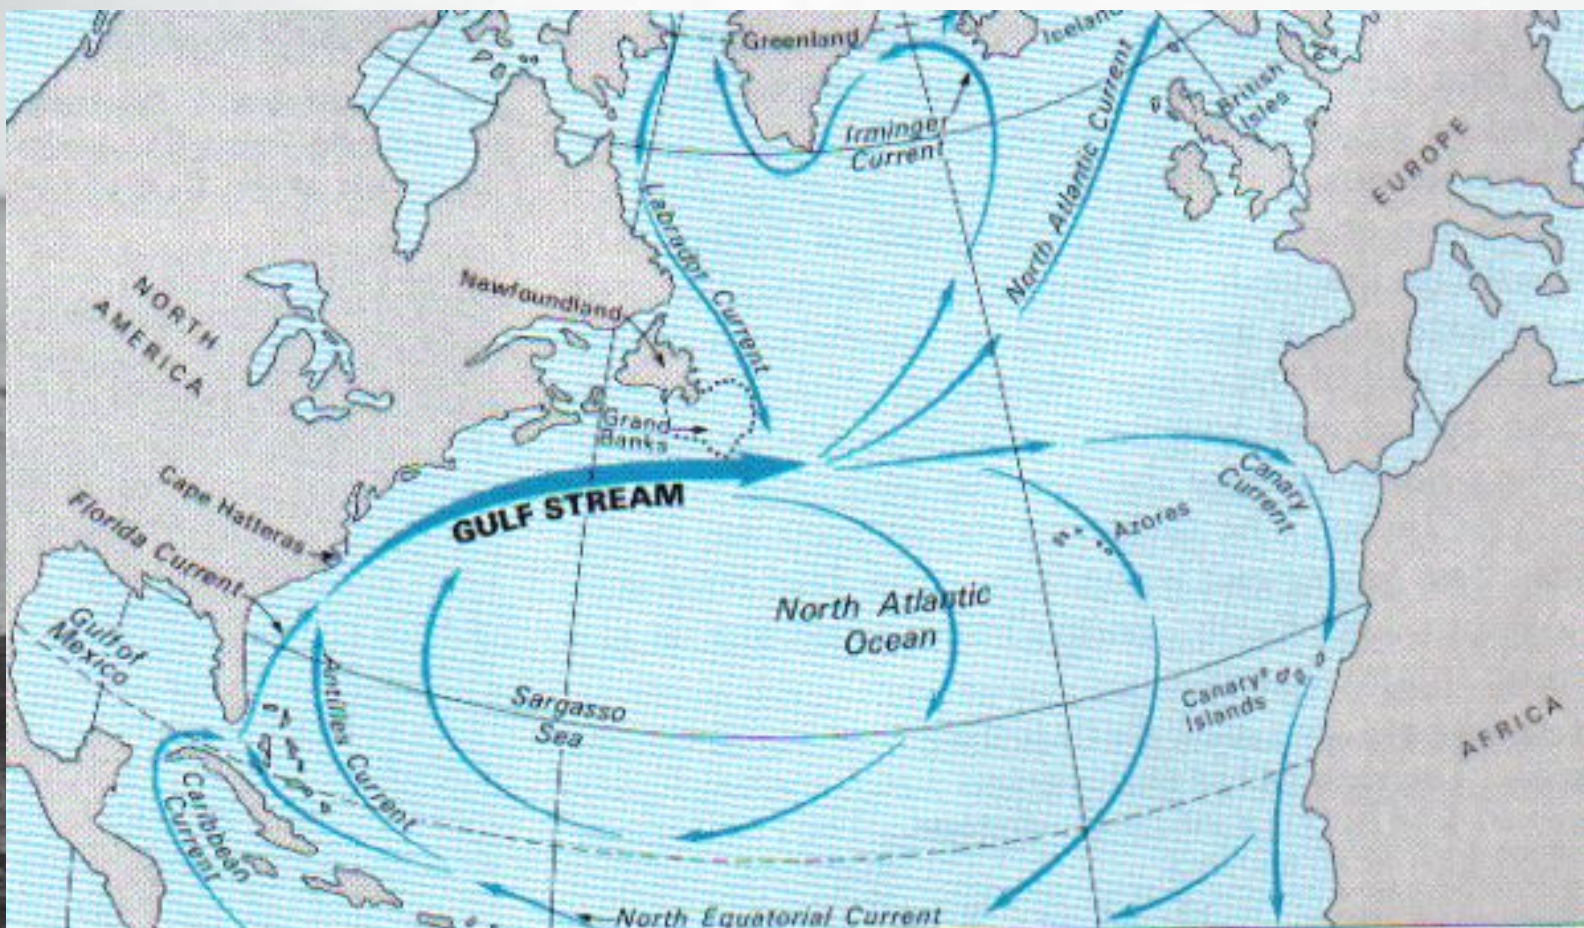 Greenland
Iceland
British
Isles
Irminger
Current
North Atlantic Current
EUROPE
Labrador Current
Newfoundland
NORTH
AMERICA
Grand
Banks
GULF STREAM
Cape Hatteras
Florida Current
Canary
Current
Azores
Gulf of
Mexico
North Atlantic
Ocean
Antilles Current
Sargasso
Sea
Canary
Islands
AFRICA
Caribbean
Current
North Equatorial Current